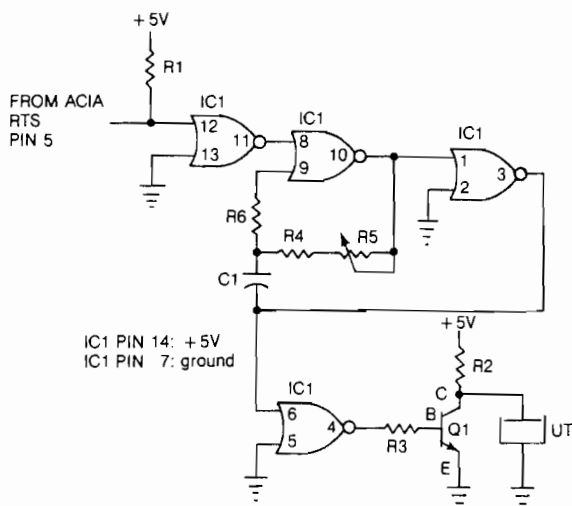 +5V
R1
FROM ACIA
RTS
PIN 5
IC1
12
13
11
IC1
8
9
10
IC1
1
2
3
R6
R4
R5
C1
IC1 PIN 14: +5V
IC1 PIN 7: ground
+5V
R2
IC1
6
5
4
R3
C
B
Q1
E
UT